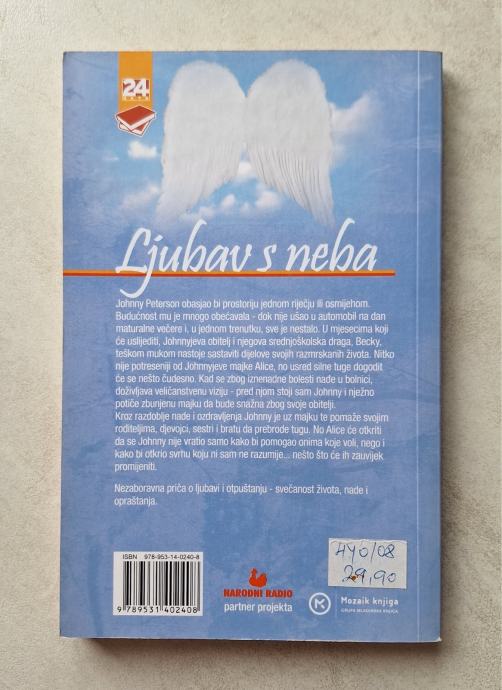 24
SATA
Ljubav s neba
Johnny Peterson obasjao bi prostoriju jednom riječju ili osmijehom.
Budućnost mu je mnogo obećavala - dok nije ušao u automobil na dan
maturalne večere i, u jednom trenutku, sve je nestalo. U mjesecima koji
će uslijediti, Johnnyjeva obitelj i njegova srednjoškolska draga, Becky,
teškom mukom nastoje sastaviti dijelove svojih razmrskanih života. Nitko
nije potreseniji od Johnnyjeve majke Alice, no usred silne tuge dogodit
će se nešto čudesno. Kad se zbog iznenadne bolesti nađe u bolnici,
doživljava veličanstvenu viziju - pred njom stoji sam Johnny i nježno
potiče zbunjenu majku da bude snažna zbog svoje obitelji.
Kroz razdoblje nade i ozdravljenja Johnny je uz majku te pomaže svojim
roditeljima, djevojci, sestri i bratu da prebrode tugu. No Alice će otkriti
da se Johnny nije vratio samo kako bi pomogao onima koje voli, nego i
kako bi otkrio svrhu koju ni sam ne razumije... nešto što će ih zauvijek
promijeniti.
Nezaboravna priča o ljubavi i otpuštanju - svečanost života, nade i
opraštanja.
ISBN 978-953-14-0240-8
9 789531 402408
NARODNI RADIO
partner projekta
440/08
29,90
Mozaik knjiga
GRUPA MLADINSKA KNJIGA